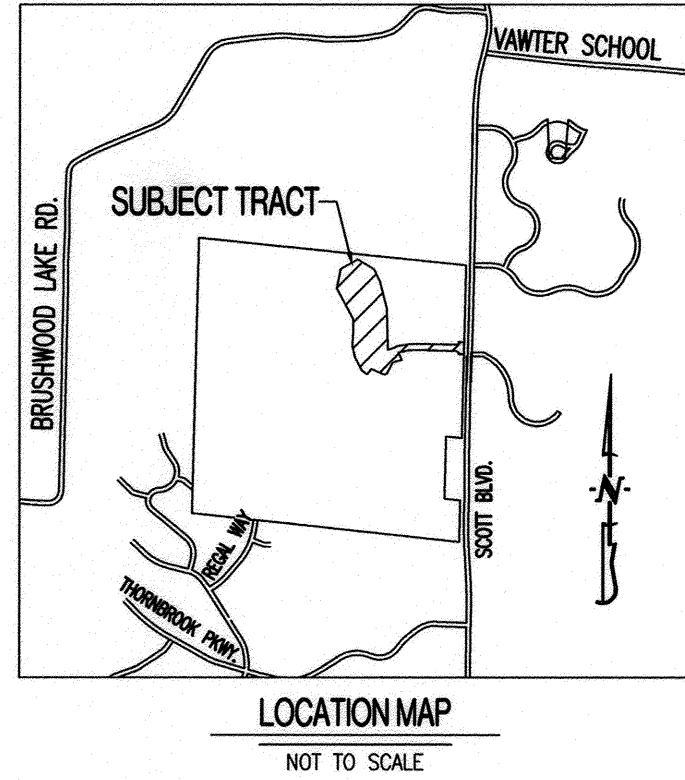 VAWTER SCHOOL
SUBJECT TRACT
BRUSHWOOD LAKE RD.
N
SCOTT BLVD.
REGAL WAY
THORNBROOK PKWY.
LOCATION MAP
NOT TO SCALE